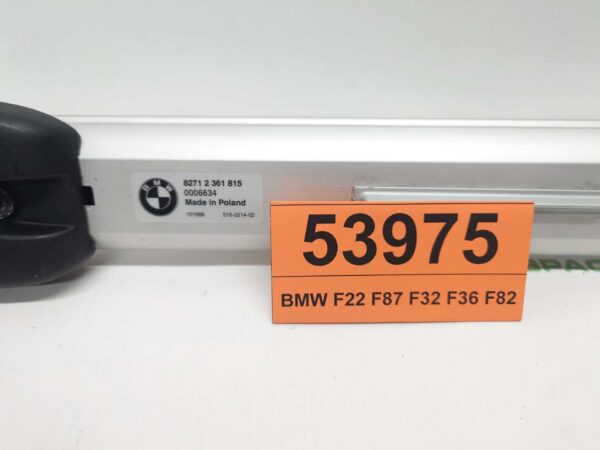 BMW
8271 2 361 815
0006634
Made in Poland
101686 515-2214-02
53975
BMW F22 F87 F32 F36 F82